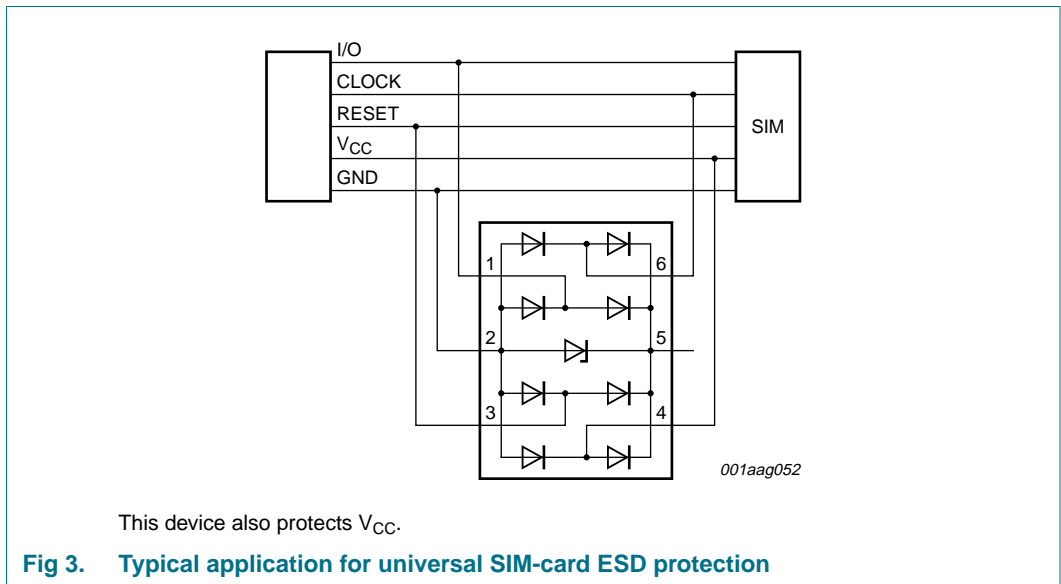 I/O
CLOCK
RESET
VCC
GND
SIM
1
6
2
5
3
4
001aag052
This device also protects VCC.
Fig 3. Typical application for universal SIM-card ESD protection